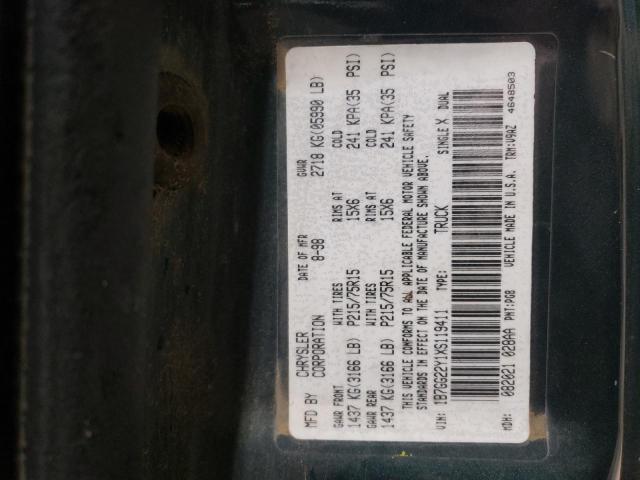 MFD BY CHRYSLER CORPORATION DATE OF MFR 8-98 GVWR 2718 KG(05990 LB)
GAWR FRONT WITH TIRES RIMS AT COLD
1437 KG(3166 LB) P215/75R15 15X6 241 KPA(35 PSI)
GAWR REAR WITH TIRES RIMS AT COLD
1437 KG(3166 LB) P215/75R15 15X6 241 KPA(35 PSI)
THIS VEHICLE CONFORMS TO ALL APPLICABLE FEDERAL MOTOR VEHICLE SAFETY
STANDARDS IN EFFECT ON THE DATE OF MANUFACTURE SHOWN ABOVE.
VIN: 1B7GG22Y1XS119411 TYPE: TRUCK SINGLE X DUAL
MDH: 082021 028AA PNT:PG8 VEHICLE MADE IN U.S.A. TRM:V9AZ 4648503